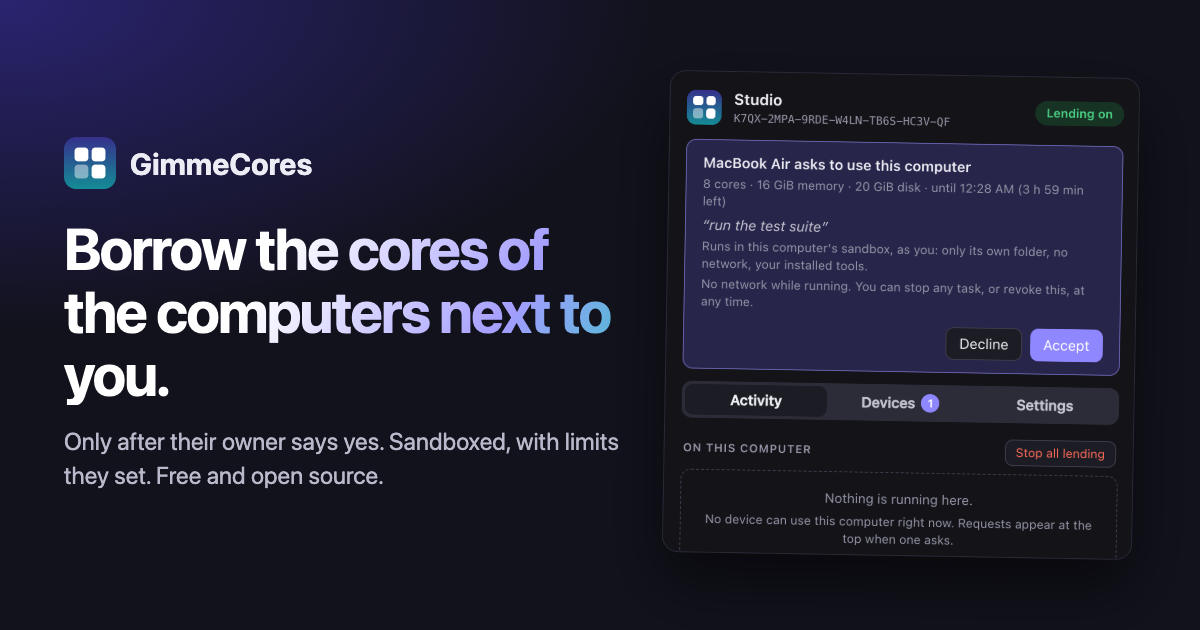 GimmeCores
Borrow the cores of
the computers next to
you.
Only after their owner says yes. Sandboxed, with limits
they set. Free and open source.
Studio
K7QX–2MPA–9RDE–W4LN–TB6S–HC3V–QF
Lending on
MacBook Air asks to use this computer
8 cores · 16 GiB memory · 20 GiB disk · until 12:28 AM (3 h 59 min
left)
“run the test suite”
Runs in this computer's sandbox, as you: only its own folder, no
network, your installed tools.
No network while running. You can stop any task, or revoke this, at
any time.
Decline
Accept
Activity
Devices 1
Settings
ON THIS COMPUTER
Stop all lending
Nothing is running here.
No device can use this computer right now. Requests appear at the
top when one asks.